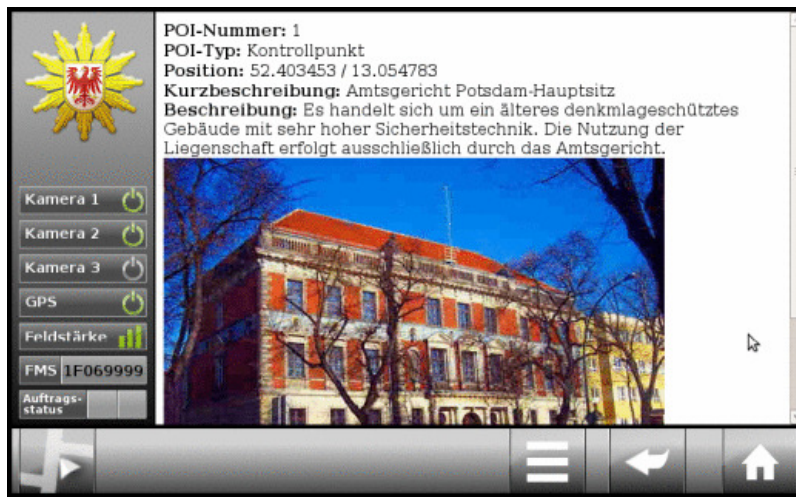 POI-Nummer: 1
POI-Typ: Kontrollpunkt
Position: 52.403453 / 13.054783
Kurzbeschreibung: Amtsgericht Potsdam-Hauptsitz
Beschreibung: Es handelt sich um ein älteres denkmlageschütztes
Gebäude mit sehr hoher Sicherheitstechnik. Die Nutzung der
Liegenschaft erfolgt ausschließlich durch das Amtsgericht.
Kamera 1
Kamera 2
Kamera 3
GPS
Feldstärke
FMS 1F069999
Auftrags-
status